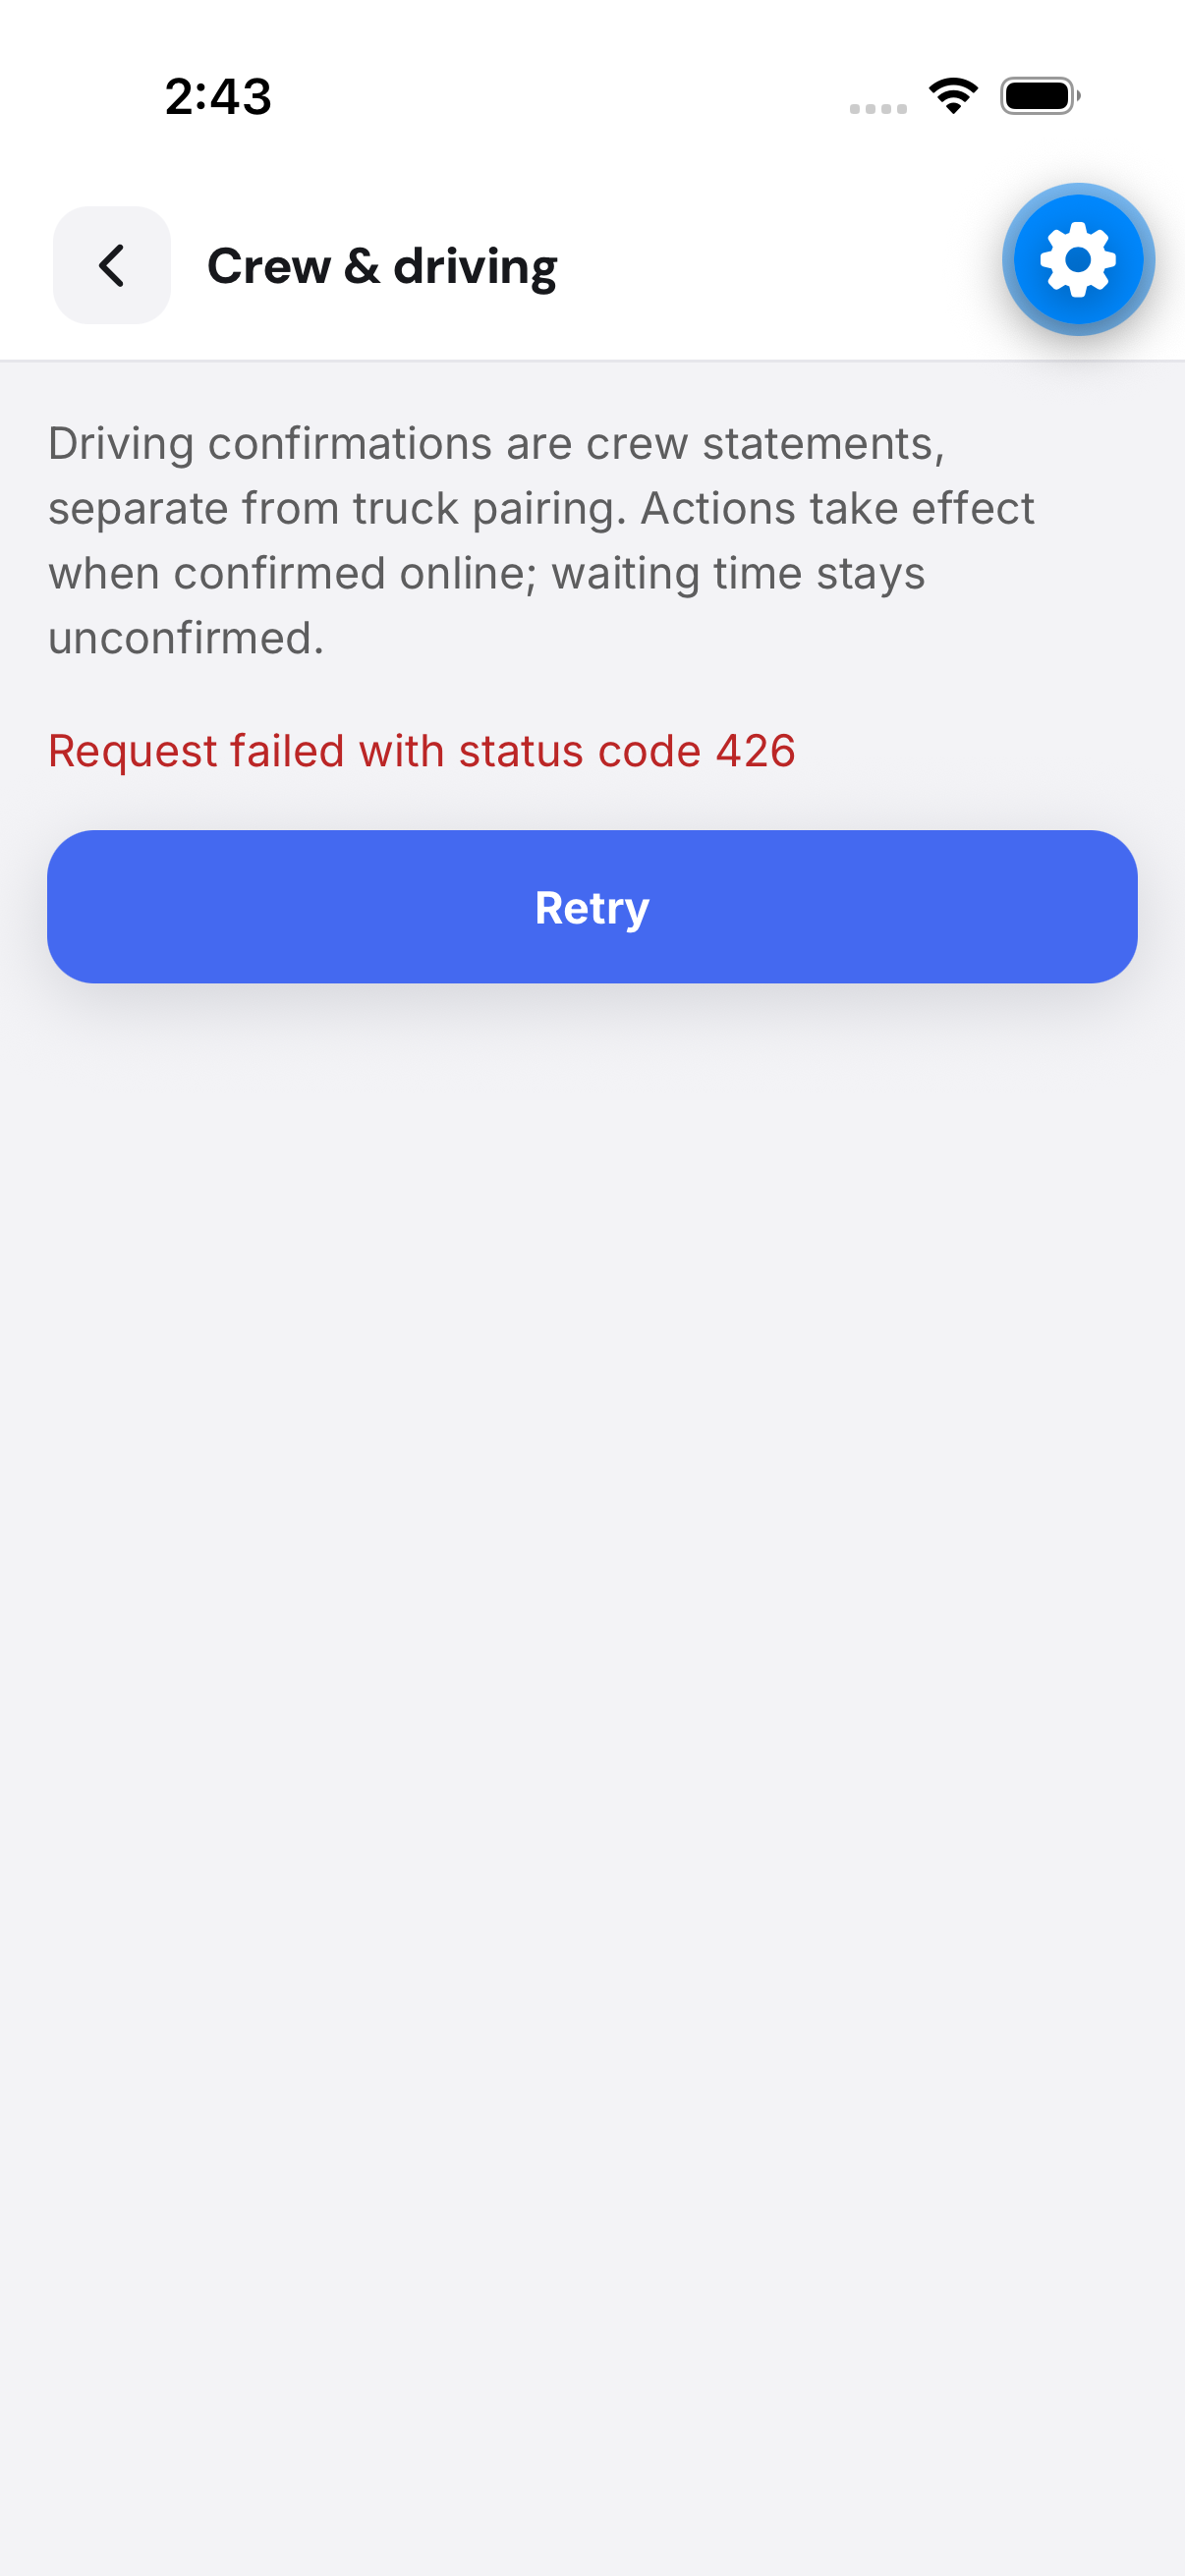 2:43
Crew & driving
Driving confirmations are crew statements,
separate from truck pairing. Actions take effect
when confirmed online; waiting time stays
unconfirmed.
Request failed with status code 426
Retry